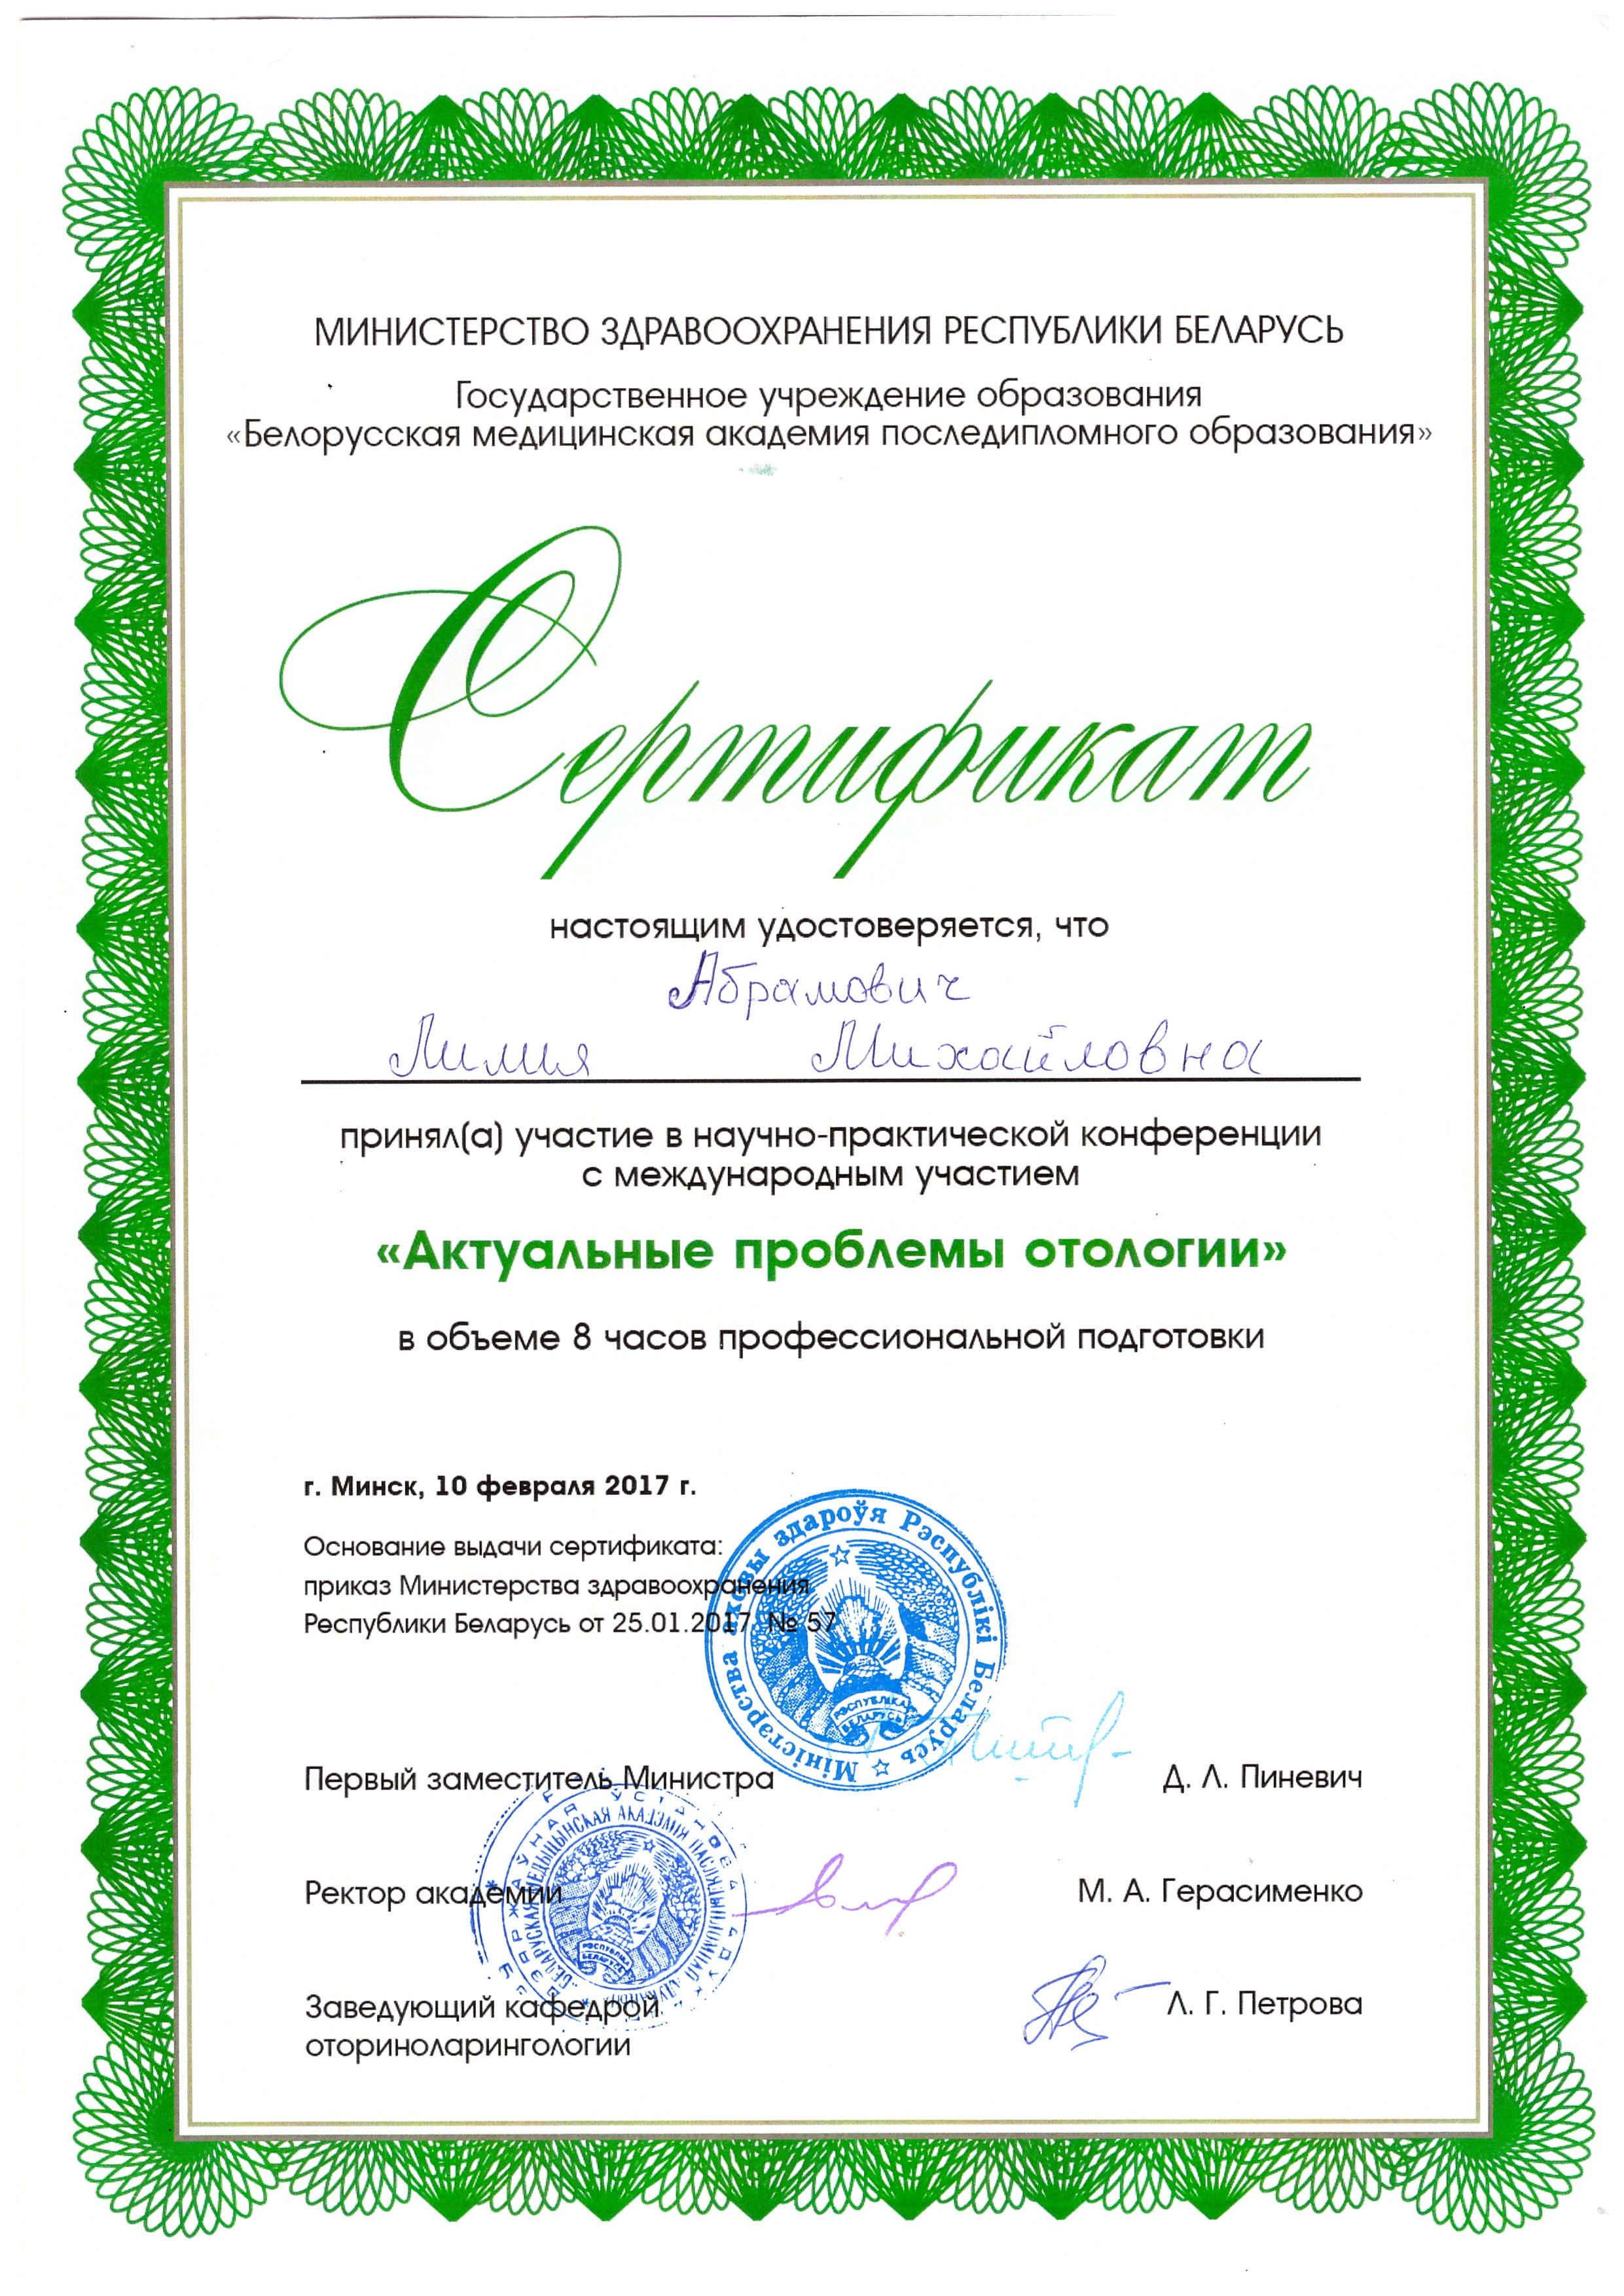 МИНИСТЕРСТВО ЗДРАВООХРАНЕНИЯ РЕСПУБЛИКИ БЕЛАРУСЬ
Государственное учреждение образования
«Белорусская медицинская академия последипломного образования»
Сертификат
настоящим удостоверяется, что
Абрамович
Лилия Михайловна
принял(а) участие в научно-практической конференции
с международным участием
«Актуальные проблемы отологии»
в объеме 8 часов профессиональной подготовки
г. Минск, 10 февраля 2017 г.
Основание выдачи сертификата:
приказ Министерства здравоохранения
Республики Беларусь от 25.01.2017 № 57
Міністэрства аховы здароўя Рэспублікі Беларусь
РЭСПУБЛІКА
БЕЛАРУСЬ
Первый заместитель Министра Д. Л. Пиневич
Ректор академии М. А. Герасименко
Заведующий кафедрой
оториноларингологии Л. Г. Петрова